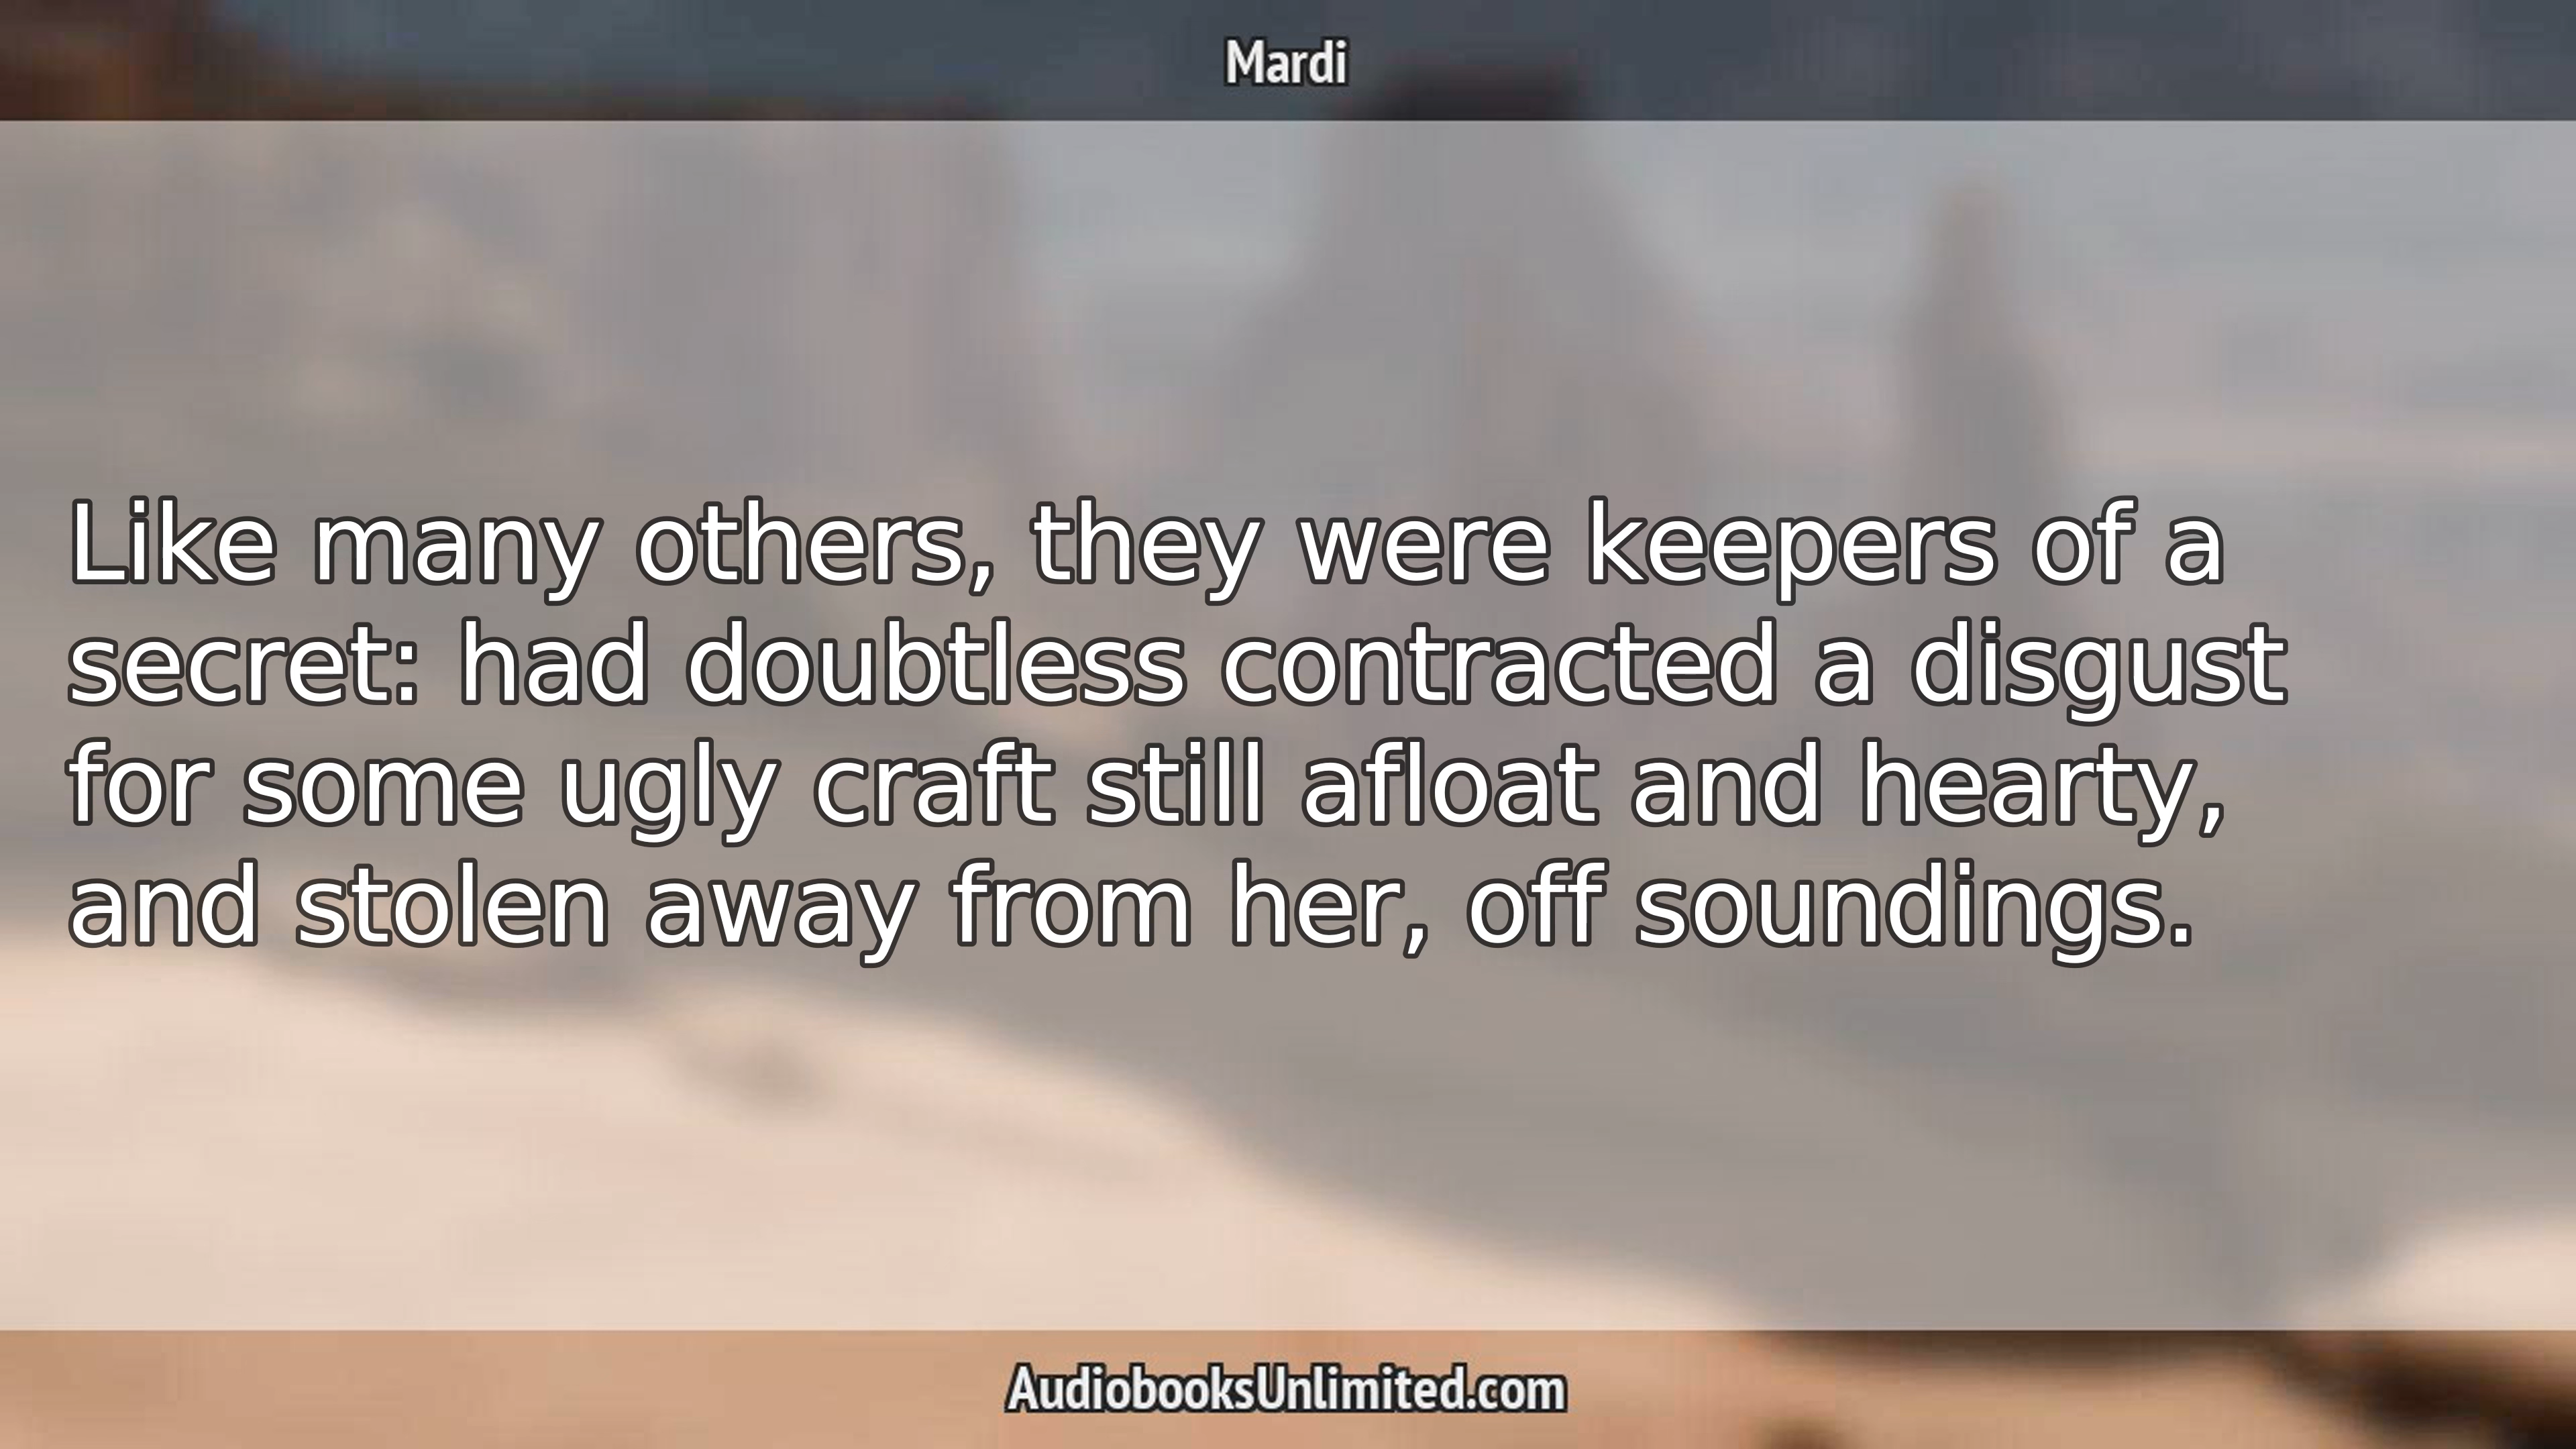 Mardi
Like many others, they were keepers of a
secret: had doubtless contracted a disgust
for some ugly craft still afloat and hearty,
and stolen away from her, off soundings.
AudiobooksUnlimited.com